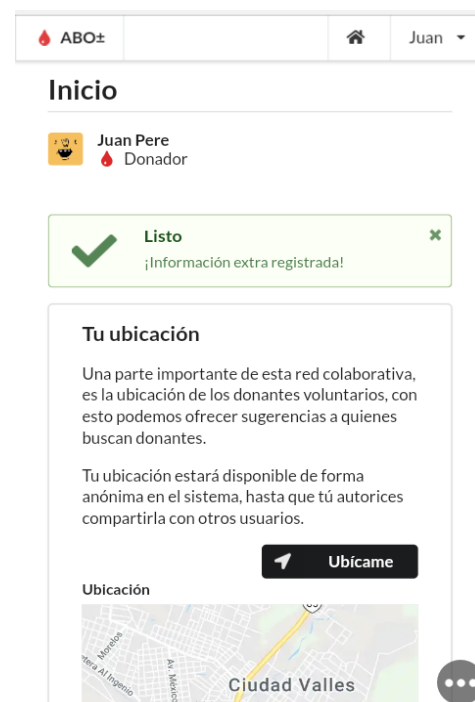 ABO±
Juan
Inicio
Juan Pere
Donador
Listo
¡Información extra registrada!
Tu ubicación
Una parte importante de esta red colaborativa,
es la ubicación de los donantes voluntarios, con
esto podemos ofrecer sugerencias a quienes
buscan donantes.
Tu ubicación estará disponible de forma
anónima en el sistema, hasta que tú autorices
compartirla con otros usuarios.
Ubícame
Ubicación
Morelos
Av. México
Ciudad Valles